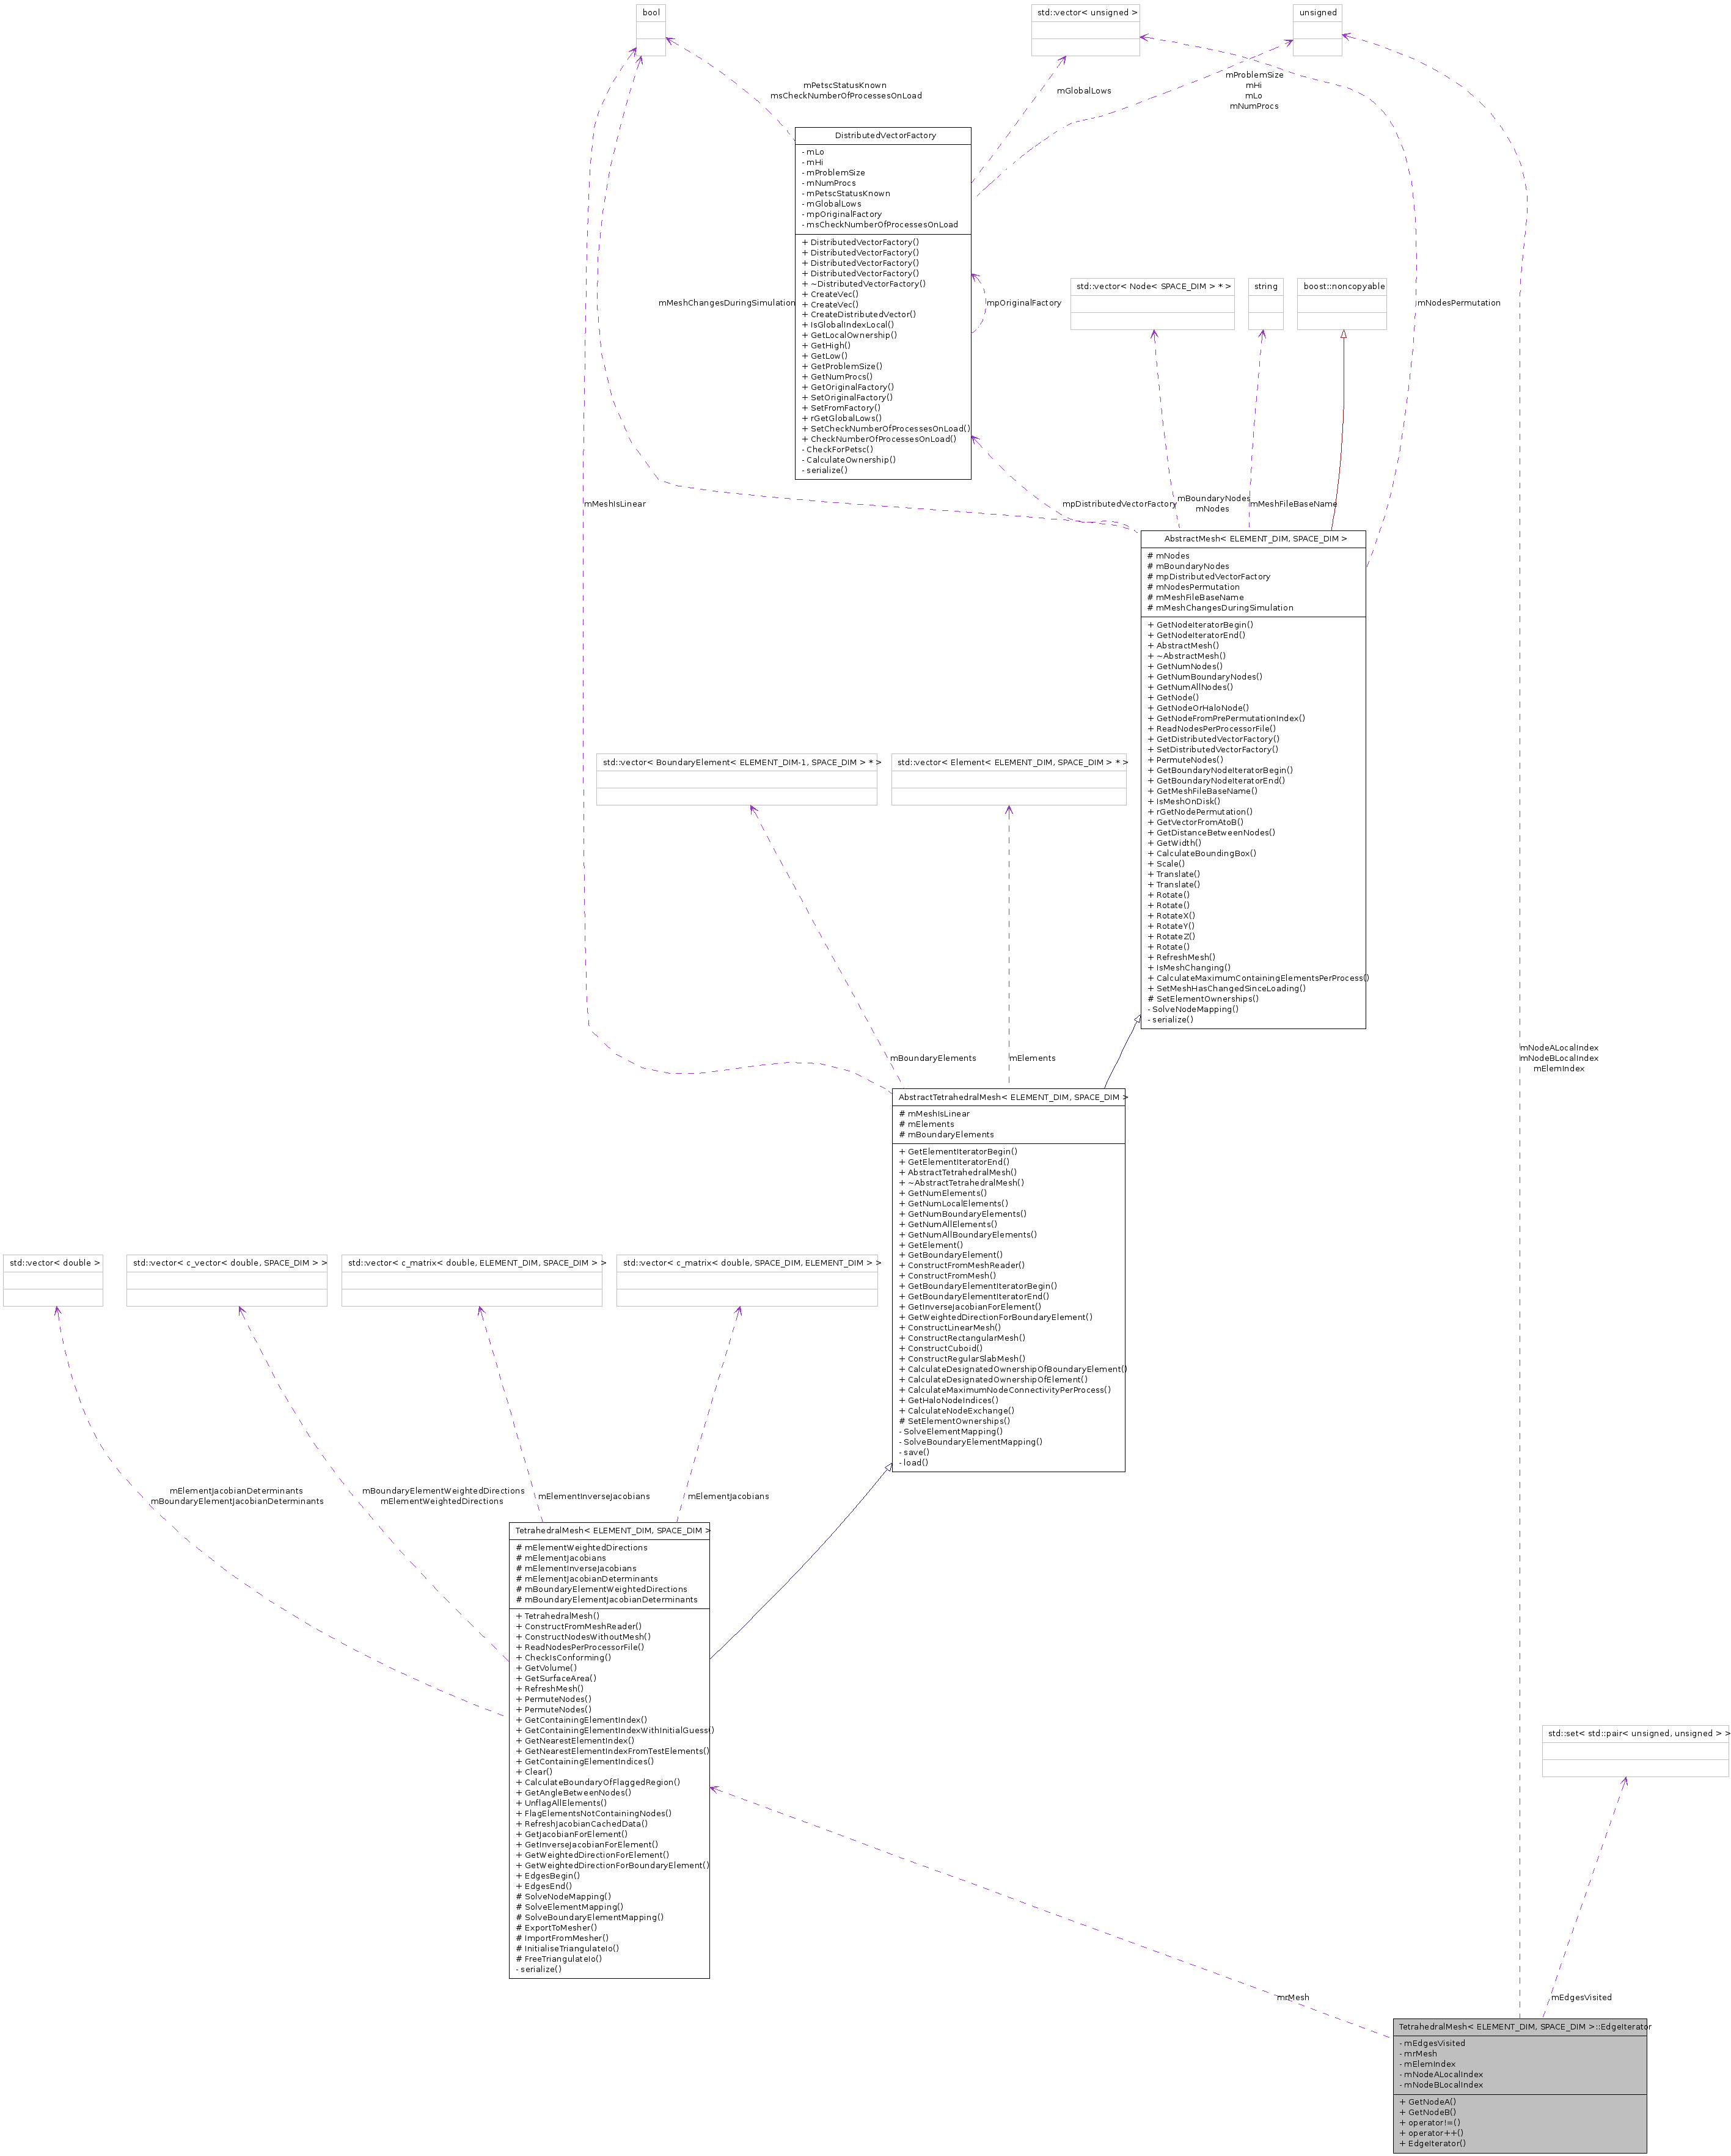 bool
std::vector< unsigned >
unsigned
mPetscStatusKnown
msCheckNumberOfProcessesOnLoad
mGlobalLows
mProblemSize
mHi
mLo
mNumProcs
DistributedVectorFactory
- mLo
- mHi
- mProblemSize
- mNumProcs
- mPetscStatusKnown
- mGlobalLows
- mpOriginalFactory
- msCheckNumberOfProcessesOnLoad
+ DistributedVectorFactory()
+ DistributedVectorFactory()
+ DistributedVectorFactory()
+ DistributedVectorFactory()
+ ~DistributedVectorFactory()
+ CreateVec()
+ CreateVec()
+ CreateDistributedVector()
+ IsGlobalIndexLocal()
+ GetLocalOwnership()
+ GetHigh()
+ GetLow()
+ GetProblemSize()
+ GetNumProcs()
+ GetOriginalFactory()
+ SetOriginalFactory()
+ SetFromFactory()
+ rGetGlobalLows()
+ SetCheckNumberOfProcessesOnLoad()
+ CheckNumberOfProcessesOnLoad()
- CheckForPetsc()
- CalculateOwnership()
- serialize()
std::vector< Node< SPACE_DIM > * >
string
boost::noncopyable
mMeshChangesDuringSimulation
mpOriginalFactory
mNodesPermutation
mMeshIsLinear
mpDistributedVectorFactory
mBoundaryNodes
mNodes
mMeshFileBaseName
AbstractMesh< ELEMENT_DIM, SPACE_DIM >
# mNodes
# mBoundaryNodes
# mpDistributedVectorFactory
# mNodesPermutation
# mMeshFileBaseName
# mMeshChangesDuringSimulation
+ GetNodeIteratorBegin()
+ GetNodeIteratorEnd()
+ AbstractMesh()
+ ~AbstractMesh()
+ GetNumNodes()
+ GetNumBoundaryNodes()
+ GetNumAllNodes()
+ GetNode()
+ GetNodeOrHaloNode()
+ GetNodeFromPrePermutationIndex()
+ ReadNodesPerProcessorFile()
+ GetDistributedVectorFactory()
+ SetDistributedVectorFactory()
+ PermuteNodes()
+ GetBoundaryNodeIteratorBegin()
+ GetBoundaryNodeIteratorEnd()
+ GetMeshFileBaseName()
+ IsMeshOnDisk()
+ rGetNodePermutation()
+ GetVectorFromAtoB()
+ GetDistanceBetweenNodes()
+ GetWidth()
+ CalculateBoundingBox()
+ Scale()
+ Translate()
+ Translate()
+ Rotate()
+ Rotate()
+ RotateX()
+ RotateY()
+ RotateZ()
+ Rotate()
+ RefreshMesh()
+ IsMeshChanging()
+ CalculateMaximumContainingElementsPerProcess()
+ SetMeshHasChangedSinceLoading()
# SetElementOwnerships()
- SolveNodeMapping()
- serialize()
std::vector< BoundaryElement< ELEMENT_DIM-1, SPACE_DIM > * >
std::vector< Element< ELEMENT_DIM, SPACE_DIM > * >
mBoundaryElements
mElements
mNodeALocalIndex
mNodeBLocalIndex
mElemIndex
AbstractTetrahedralMesh< ELEMENT_DIM, SPACE_DIM >
# mMeshIsLinear
# mElements
# mBoundaryElements
+ GetElementIteratorBegin()
+ GetElementIteratorEnd()
+ AbstractTetrahedralMesh()
+ ~AbstractTetrahedralMesh()
+ GetNumElements()
+ GetNumLocalElements()
+ GetNumBoundaryElements()
+ GetNumAllElements()
+ GetNumAllBoundaryElements()
+ GetElement()
+ GetBoundaryElement()
+ ConstructFromMeshReader()
+ ConstructFromMesh()
+ GetBoundaryElementIteratorBegin()
+ GetBoundaryElementIteratorEnd()
+ GetInverseJacobianForElement()
+ GetWeightedDirectionForBoundaryElement()
+ ConstructLinearMesh()
+ ConstructRectangularMesh()
+ ConstructCuboid()
+ ConstructRegularSlabMesh()
+ CalculateDesignatedOwnershipOfBoundaryElement()
+ CalculateDesignatedOwnershipOfElement()
+ CalculateMaximumNodeConnectivityPerProcess()
+ GetHaloNodeIndices()
+ CalculateNodeExchange()
# SetElementOwnerships()
- SolveElementMapping()
- SolveBoundaryElementMapping()
- save()
- load()
std::vector< double >
std::vector< c_vector< double, SPACE_DIM > >
std::vector< c_matrix< double, ELEMENT_DIM, SPACE_DIM > >
std::vector< c_matrix< double, SPACE_DIM, ELEMENT_DIM > >
mElementJacobianDeterminants
mBoundaryElementJacobianDeterminants
mBoundaryElementWeightedDirections
mElementWeightedDirections
mElementInverseJacobians
mElementJacobians
TetrahedralMesh< ELEMENT_DIM, SPACE_DIM >
# mElementWeightedDirections
# mElementJacobians
# mElementInverseJacobians
# mElementJacobianDeterminants
# mBoundaryElementWeightedDirections
# mBoundaryElementJacobianDeterminants
+ TetrahedralMesh()
+ ConstructFromMeshReader()
+ ConstructNodesWithoutMesh()
+ ReadNodesPerProcessorFile()
+ CheckIsConforming()
+ GetVolume()
+ GetSurfaceArea()
+ RefreshMesh()
+ PermuteNodes()
+ PermuteNodes()
+ GetContainingElementIndex()
+ GetContainingElementIndexWithInitialGuess()
+ GetNearestElementIndex()
+ GetNearestElementIndexFromTestElements()
+ GetContainingElementIndices()
+ Clear()
+ CalculateBoundaryOfFlaggedRegion()
+ GetAngleBetweenNodes()
+ UnflagAllElements()
+ FlagElementsNotContainingNodes()
+ RefreshJacobianCachedData()
+ GetJacobianForElement()
+ GetInverseJacobianForElement()
+ GetWeightedDirectionForElement()
+ GetWeightedDirectionForBoundaryElement()
+ EdgesBegin()
+ EdgesEnd()
# SolveNodeMapping()
# SolveElementMapping()
# SolveBoundaryElementMapping()
# ExportToMesher()
# ImportFromMesher()
# InitialiseTriangulateIo()
# FreeTriangulateIo()
- serialize()
std::set< std::pair< unsigned, unsigned > >
mrMesh
mEdgesVisited
TetrahedralMesh< ELEMENT_DIM, SPACE_DIM >::EdgeIterator
- mEdgesVisited
- mrMesh
- mElemIndex
- mNodeALocalIndex
- mNodeBLocalIndex
+ GetNodeA()
+ GetNodeB()
+ operator!=()
+ operator++()
+ EdgeIterator()